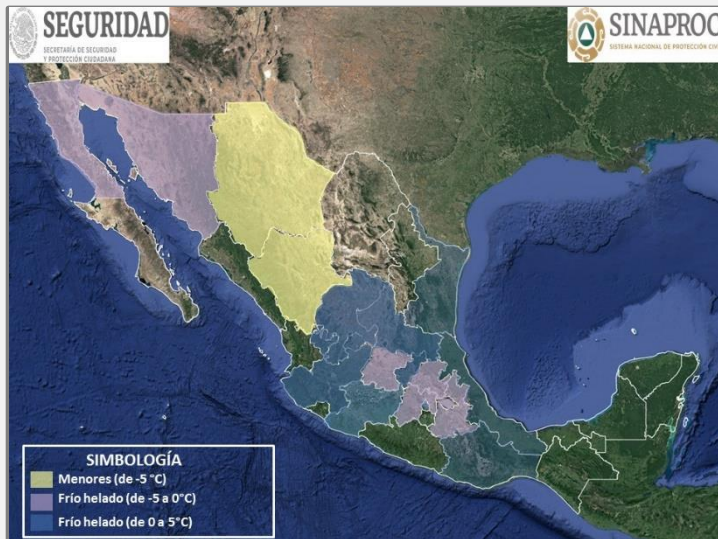 SEGURIDAD
SECRETARÍA DE SEGURIDAD
Y PROTECCIÓN CIUDADANA
SINAPROC
SISTEMA NACIONAL DE PROTECCIÓN
SIMBOLOGÍA
Menores (de -5 °C)
Frío helado (de -5 a 0°C)
Frío helado (de 0 a 5°C)